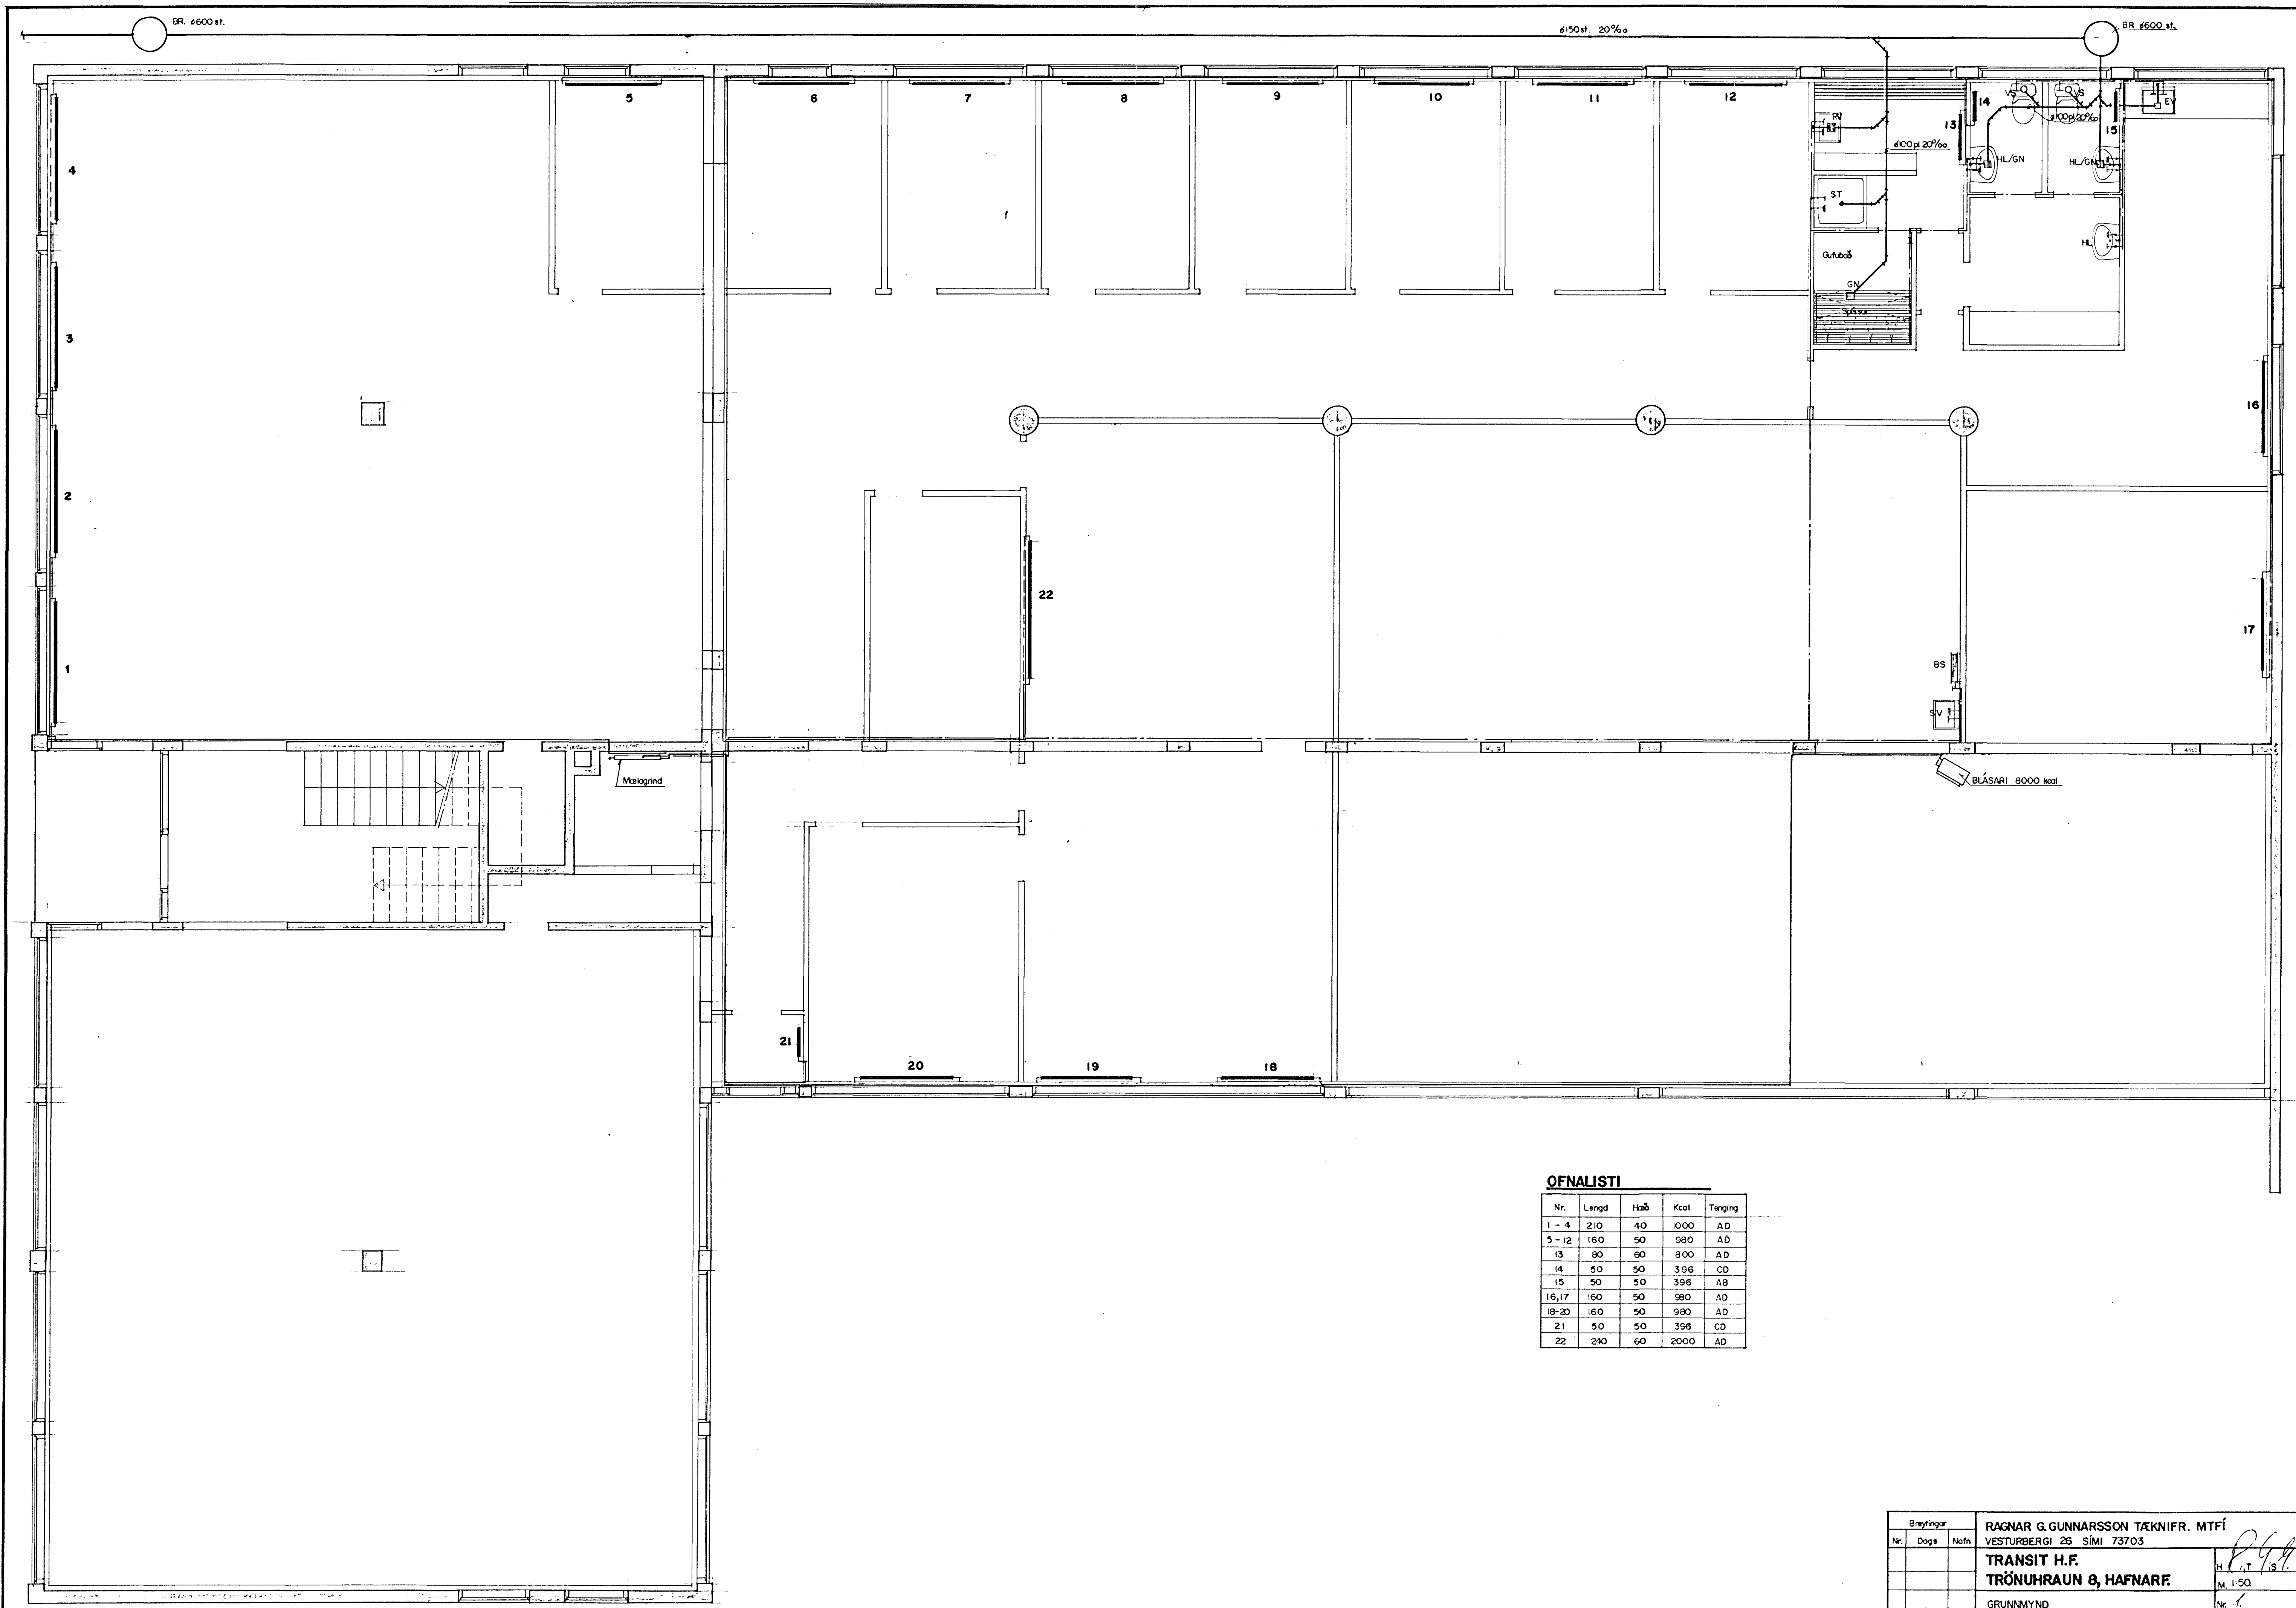 BR. ø600 st.
ø150 st. 20‰
BR. ø600 st.
5
6
7
8
9
10
11
12
13
14
15
4
3
2
1
RV
ø100 pl 20‰
ST
Gufubað
GN
VS
VS
ø100 pl 20‰
EV
HL/GN
HL/GN
HL
16
22
17
BS
SV
Mælagrind
BLÁSARI 8000 kcal
21
20
19
18
OFNALISTI
Nr. Lengd Hæð Kcal Tenging
1 - 4 210 40 1000 AD
5 - 12 160 50 980 AD
13 80 60 800 AD
14 50 50 396 CD
15 50 50 396 AB
16,17 160 50 980 AD
18-20 160 50 980 AD
21 50 50 396 CD
22 240 60 2000 AD
Breytingar
Nr. Dags Nafn
RAGNAR G. GUNNARSSON TÆKNIFR. MTFÍ
VESTURBERGI 26 SÍMI 73703
TRANSIT H.F.
TRÖNUHRAUN 8, HAFNARF.
H T S
M. 1:50
GRUNNMYND
Nr. 1.